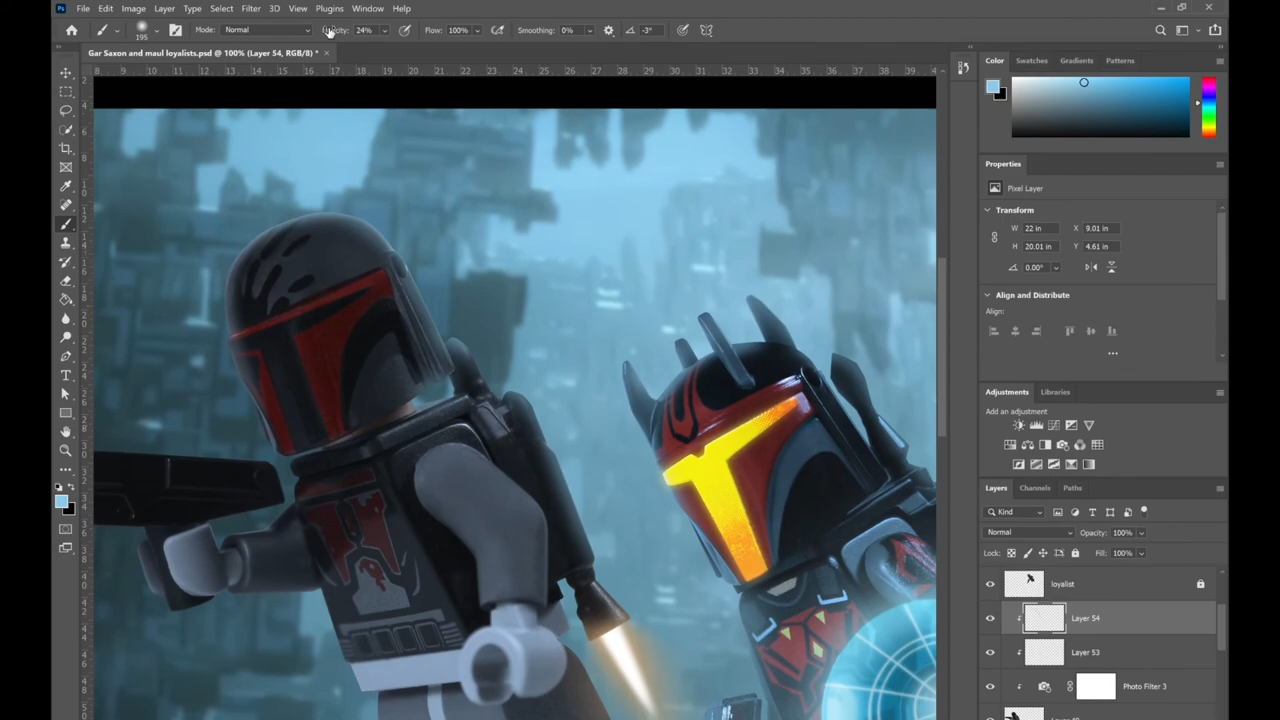 Ps File Edit Image Layer Type Select Filter 3D View Plugins Window Help
195 Mode: Normal Opacity: 24% Flow: 100% Smoothing: 0% -3°
Gar Saxon and maul loyalists.psd @ 100% (Layer 54, RGB/8) * ×
8 9 10 11 12 13 14 15 16 17 18 19 20 21 22 23 24 25 26 27 28 29 30 31 32 33 34 35 36 37 38 39 4
Color Swatches Gradients Patterns
Properties
Pixel Layer
Transform
W 22 in X 9.01 in
H 20.01 in Y 4.61 in
0.00°
Align and Distribute
Align:
Adjustments Libraries
Add an adjustment
Layers Channels Paths
Kind
Normal Opacity: 100%
Lock: Fill: 100%
loyalist
Layer 54
Layer 53
Photo Filter 3